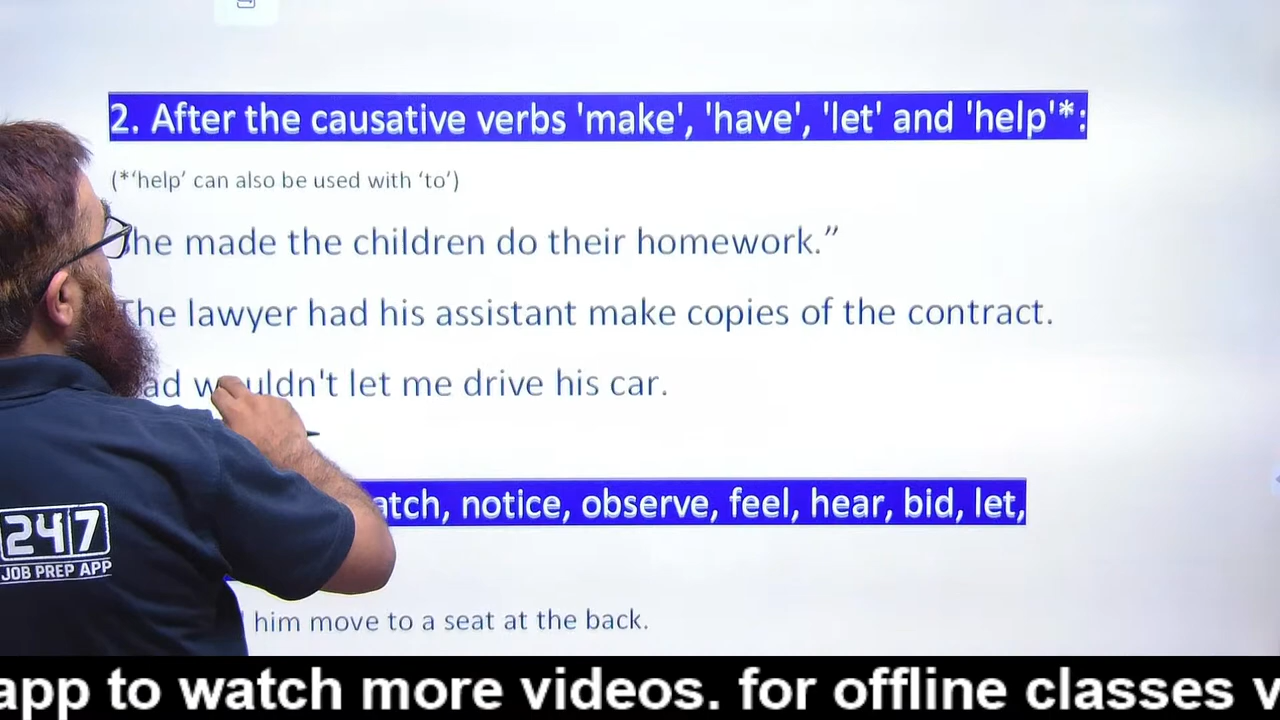 2. After the causative verbs 'make', 'have', 'let' and 'help'*:
(*‘help’ can also be used with ‘to’)
he made the children do their homework.”
The lawyer had his assistant make copies of the contract.
ad wouldn't let me drive his car.
atch, notice, observe, feel, hear, bid, let,
him move to a seat at the back.
24|7
JOB PREP APP
app to watch more videos. for offline classes v